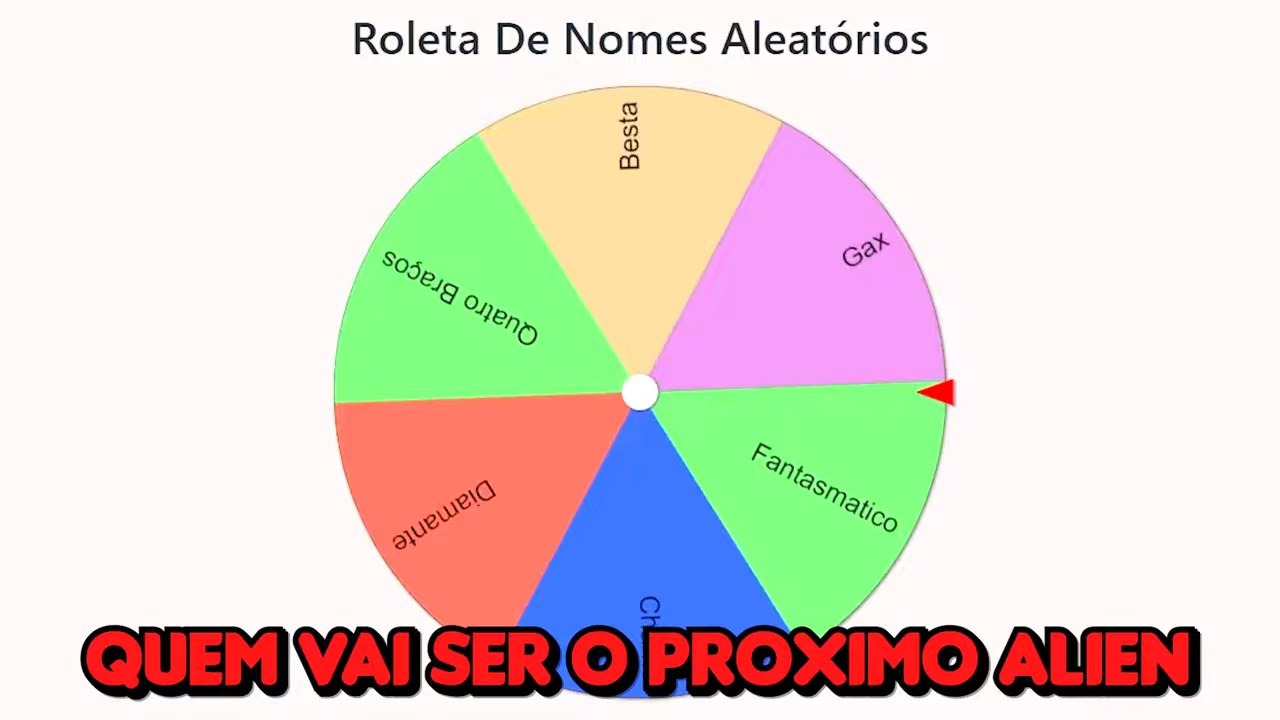 Roleta De Nomes Aleatórios
Besta
Gax
Quatro Braços
Fantasmatico
Diamante
QUEM VAI SER O PROXIMO ALIEN